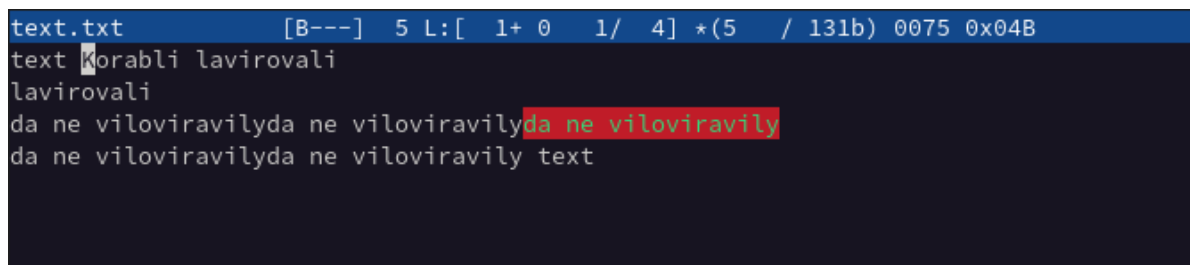 text.txt [B---] 5 L:[ 1+ 0 1/ 4] *(5 / 131b) 0075 0x04B
text Korabli lavirovali
lavirovali
da ne viloviravilyda ne viloviravilyda ne viloviravily
da ne viloviravilyda ne viloviravily text